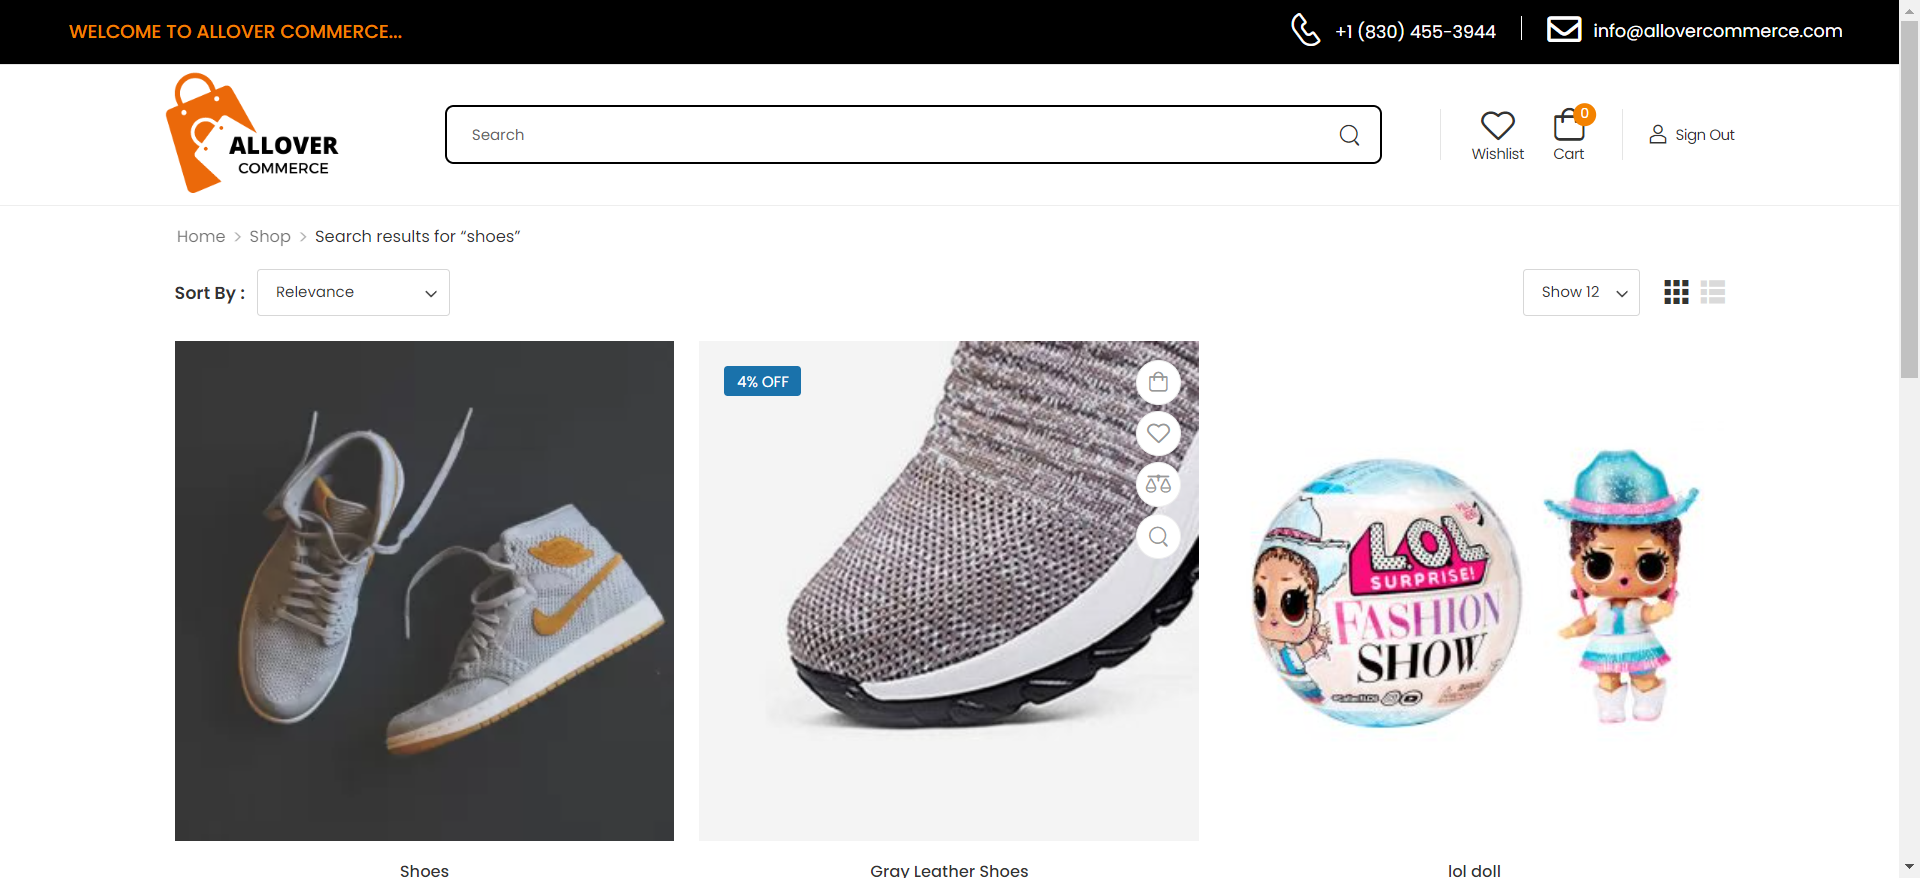 WELCOME TO ALLOVER COMMERCE...
+1 (830) 455-3944
info@allovercommerce.com
ALLOVER
COMMERCE
Search
Wishlist
0
Cart
Sign Out
Home > Shop > Search results for “shoes”
Sort By :
Relevance
Show 12
4% OFF
L.O.L
SURPRISE!
FASHION
SHOW
Shoes
Gray Leather Shoes
lol doll